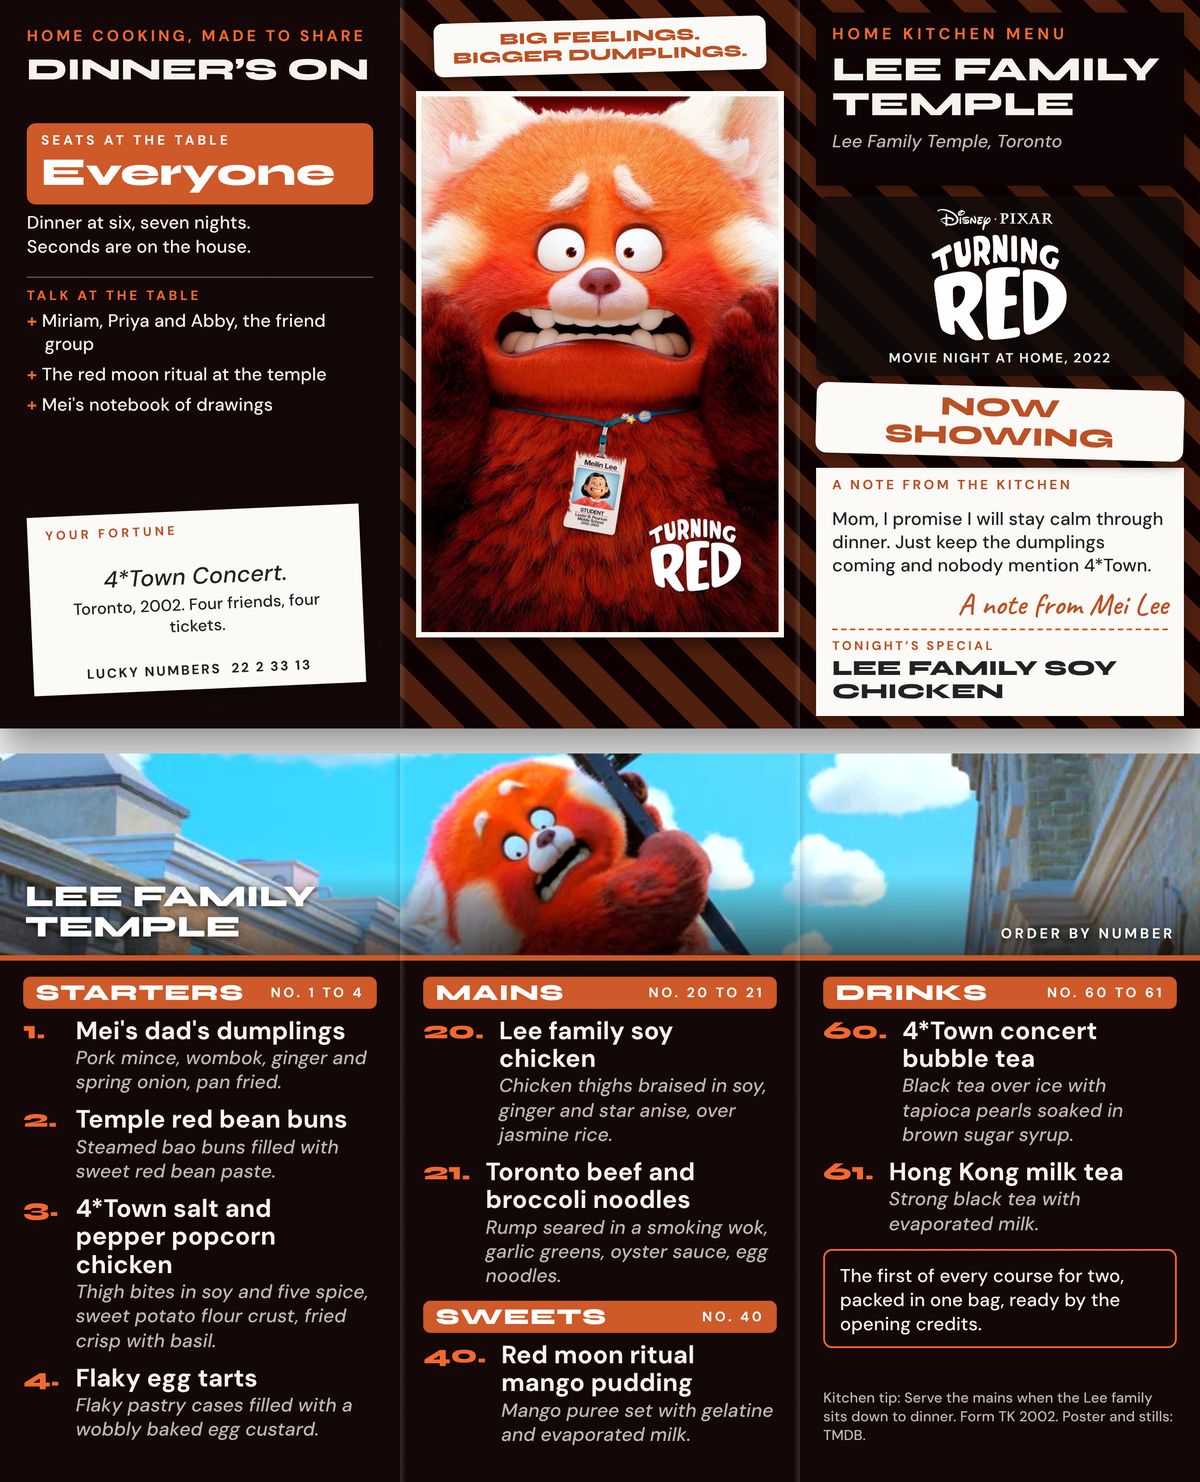 HOME COOKING, MADE TO SHARE
DINNER'S ON
SEATS AT THE TABLE
Everyone
Dinner at six, seven nights.
Seconds are on the house.
TALK AT THE TABLE
+ Miriam, Priya and Abby, the friend
group
+ The red moon ritual at the temple
+ Mei's notebook of drawings
YOUR FORTUNE
4*Town Concert.
Toronto, 2002. Four friends, four
tickets.
LUCKY NUMBERS 22 2 33 13
BIG FEELINGS.
BIGGER DUMPLINGS.
Meilin Lee
STUDENT
TURNING
RED
HOME KITCHEN MENU
LEE FAMILY
TEMPLE
Lee Family Temple, Toronto
Disney · PIXAR
TURNING
RED
MOVIE NIGHT AT HOME, 2022
NOW
SHOWING
A NOTE FROM THE KITCHEN
Mom, I promise I will stay calm through
dinner. Just keep the dumplings
coming and nobody mention 4*Town.
A note from Mei Lee
TONIGHT'S SPECIAL
LEE FAMILY SOY
CHICKEN
LEE FAMILY
TEMPLE
ORDER BY NUMBER
STARTERS NO. 1 TO 4
1. Mei's dad's dumplings
Pork mince, wombok, ginger and
spring onion, pan fried.
2. Temple red bean buns
Steamed bao buns filled with
sweet red bean paste.
3. 4*Town salt and
pepper popcorn
chicken
Thigh bites in soy and five spice,
sweet potato flour crust, fried
crisp with basil.
4. Flaky egg tarts
Flaky pastry cases filled with a
wobbly baked egg custard.
MAINS NO. 20 TO 21
20. Lee family soy
chicken
Chicken thighs braised in soy,
ginger and star anise, over
jasmine rice.
21. Toronto beef and
broccoli noodles
Rump seared in a smoking wok,
garlic greens, oyster sauce, egg
noodles.
SWEETS NO. 40
40. Red moon ritual
mango pudding
Mango puree set with gelatine
and evaporated milk.
DRINKS NO. 60 TO 61
60. 4*Town concert
bubble tea
Black tea over ice with
tapioca pearls soaked in
brown sugar syrup.
61. Hong Kong milk tea
Strong black tea with
evaporated milk.
The first of every course for two,
packed in one bag, ready by the
opening credits.
Kitchen tip: Serve the mains when the Lee family
sits down to dinner. Form TK 2002. Poster and stills:
TMDB.